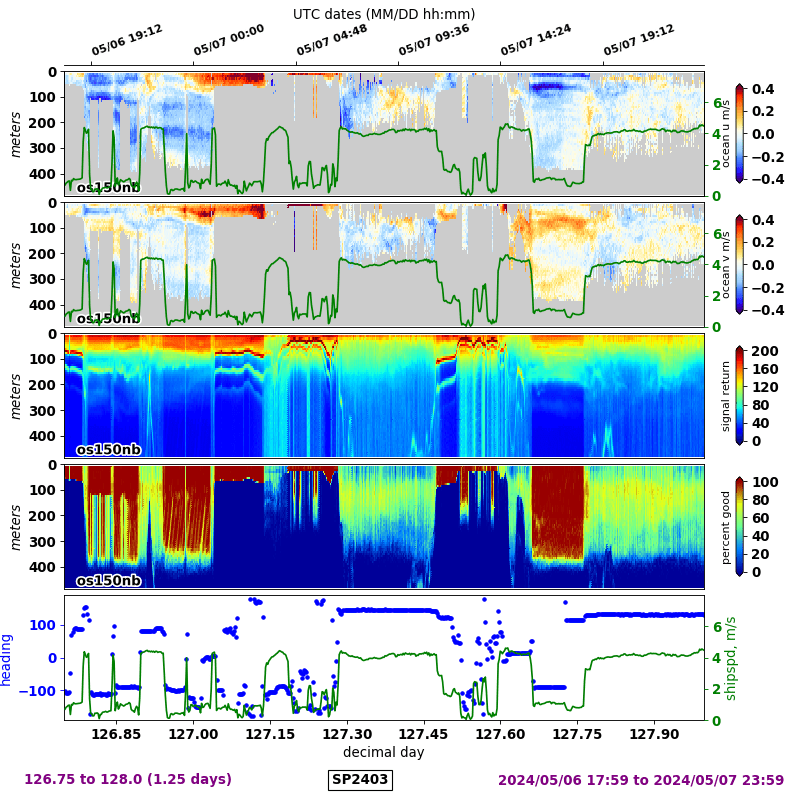 UTC dates (MM/DD hh:mm)
05/06 19:12 05/07 00:00 05/07 04:48 05/07 09:36 05/07 14:24 05/07 19:12
0
100
200
300
400
meters
os150nb
6
4
2
0
ocean u m/s
0.4
0.2
0.0
−0.2
−0.4
0
100
200
300
400
meters
os150nb
6
4
2
0
ocean v m/s
0.4
0.2
0.0
−0.2
−0.4
0
100
200
300
400
meters
os150nb
signal return
200
160
120
80
40
0
0
100
200
300
400
meters
os150nb
percent good
100
80
60
40
20
0
heading
100
0
−100
6
4
2
0
shipspd, m/s
126.85 127.00 127.15 127.30 127.45 127.60 127.75 127.90
decimal day
126.75 to 128.0 (1.25 days)
SP2403
2024/05/06 17:59 to 2024/05/07 23:59